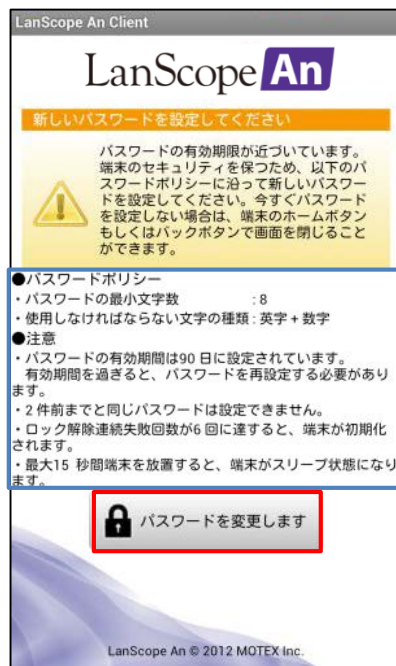 LanScope An Client
LanScope An
新しいパスワードを設定してください
パスワードの有効期限が近づいています。
端末のセキュリティを保つため、以下のパ
スワードポリシーに沿って新しいパスワー
ドを設定してください。今すぐパスワード
を設定しない場合は、端末のホームボタン
もしくはバックボタンで画面を閉じること
ができます。
●パスワードポリシー
・パスワードの最小文字数 : 8
・使用しなければならない文字の種類 : 英字 + 数字
●注意
・パスワードの有効期間は90 日に設定されています。
有効期間を過ぎると、パスワードを再設定する必要があり
ます。
・2 件前までと同じパスワードは設定できません。
・ロック解除連続失敗回数が6 回に達すると、端末が初期化
されます。
・最大15 秒間端末を放置すると、端末がスリープ状態になり
ます。
パスワードを変更します
LanScope An © 2012 MOTEX Inc.